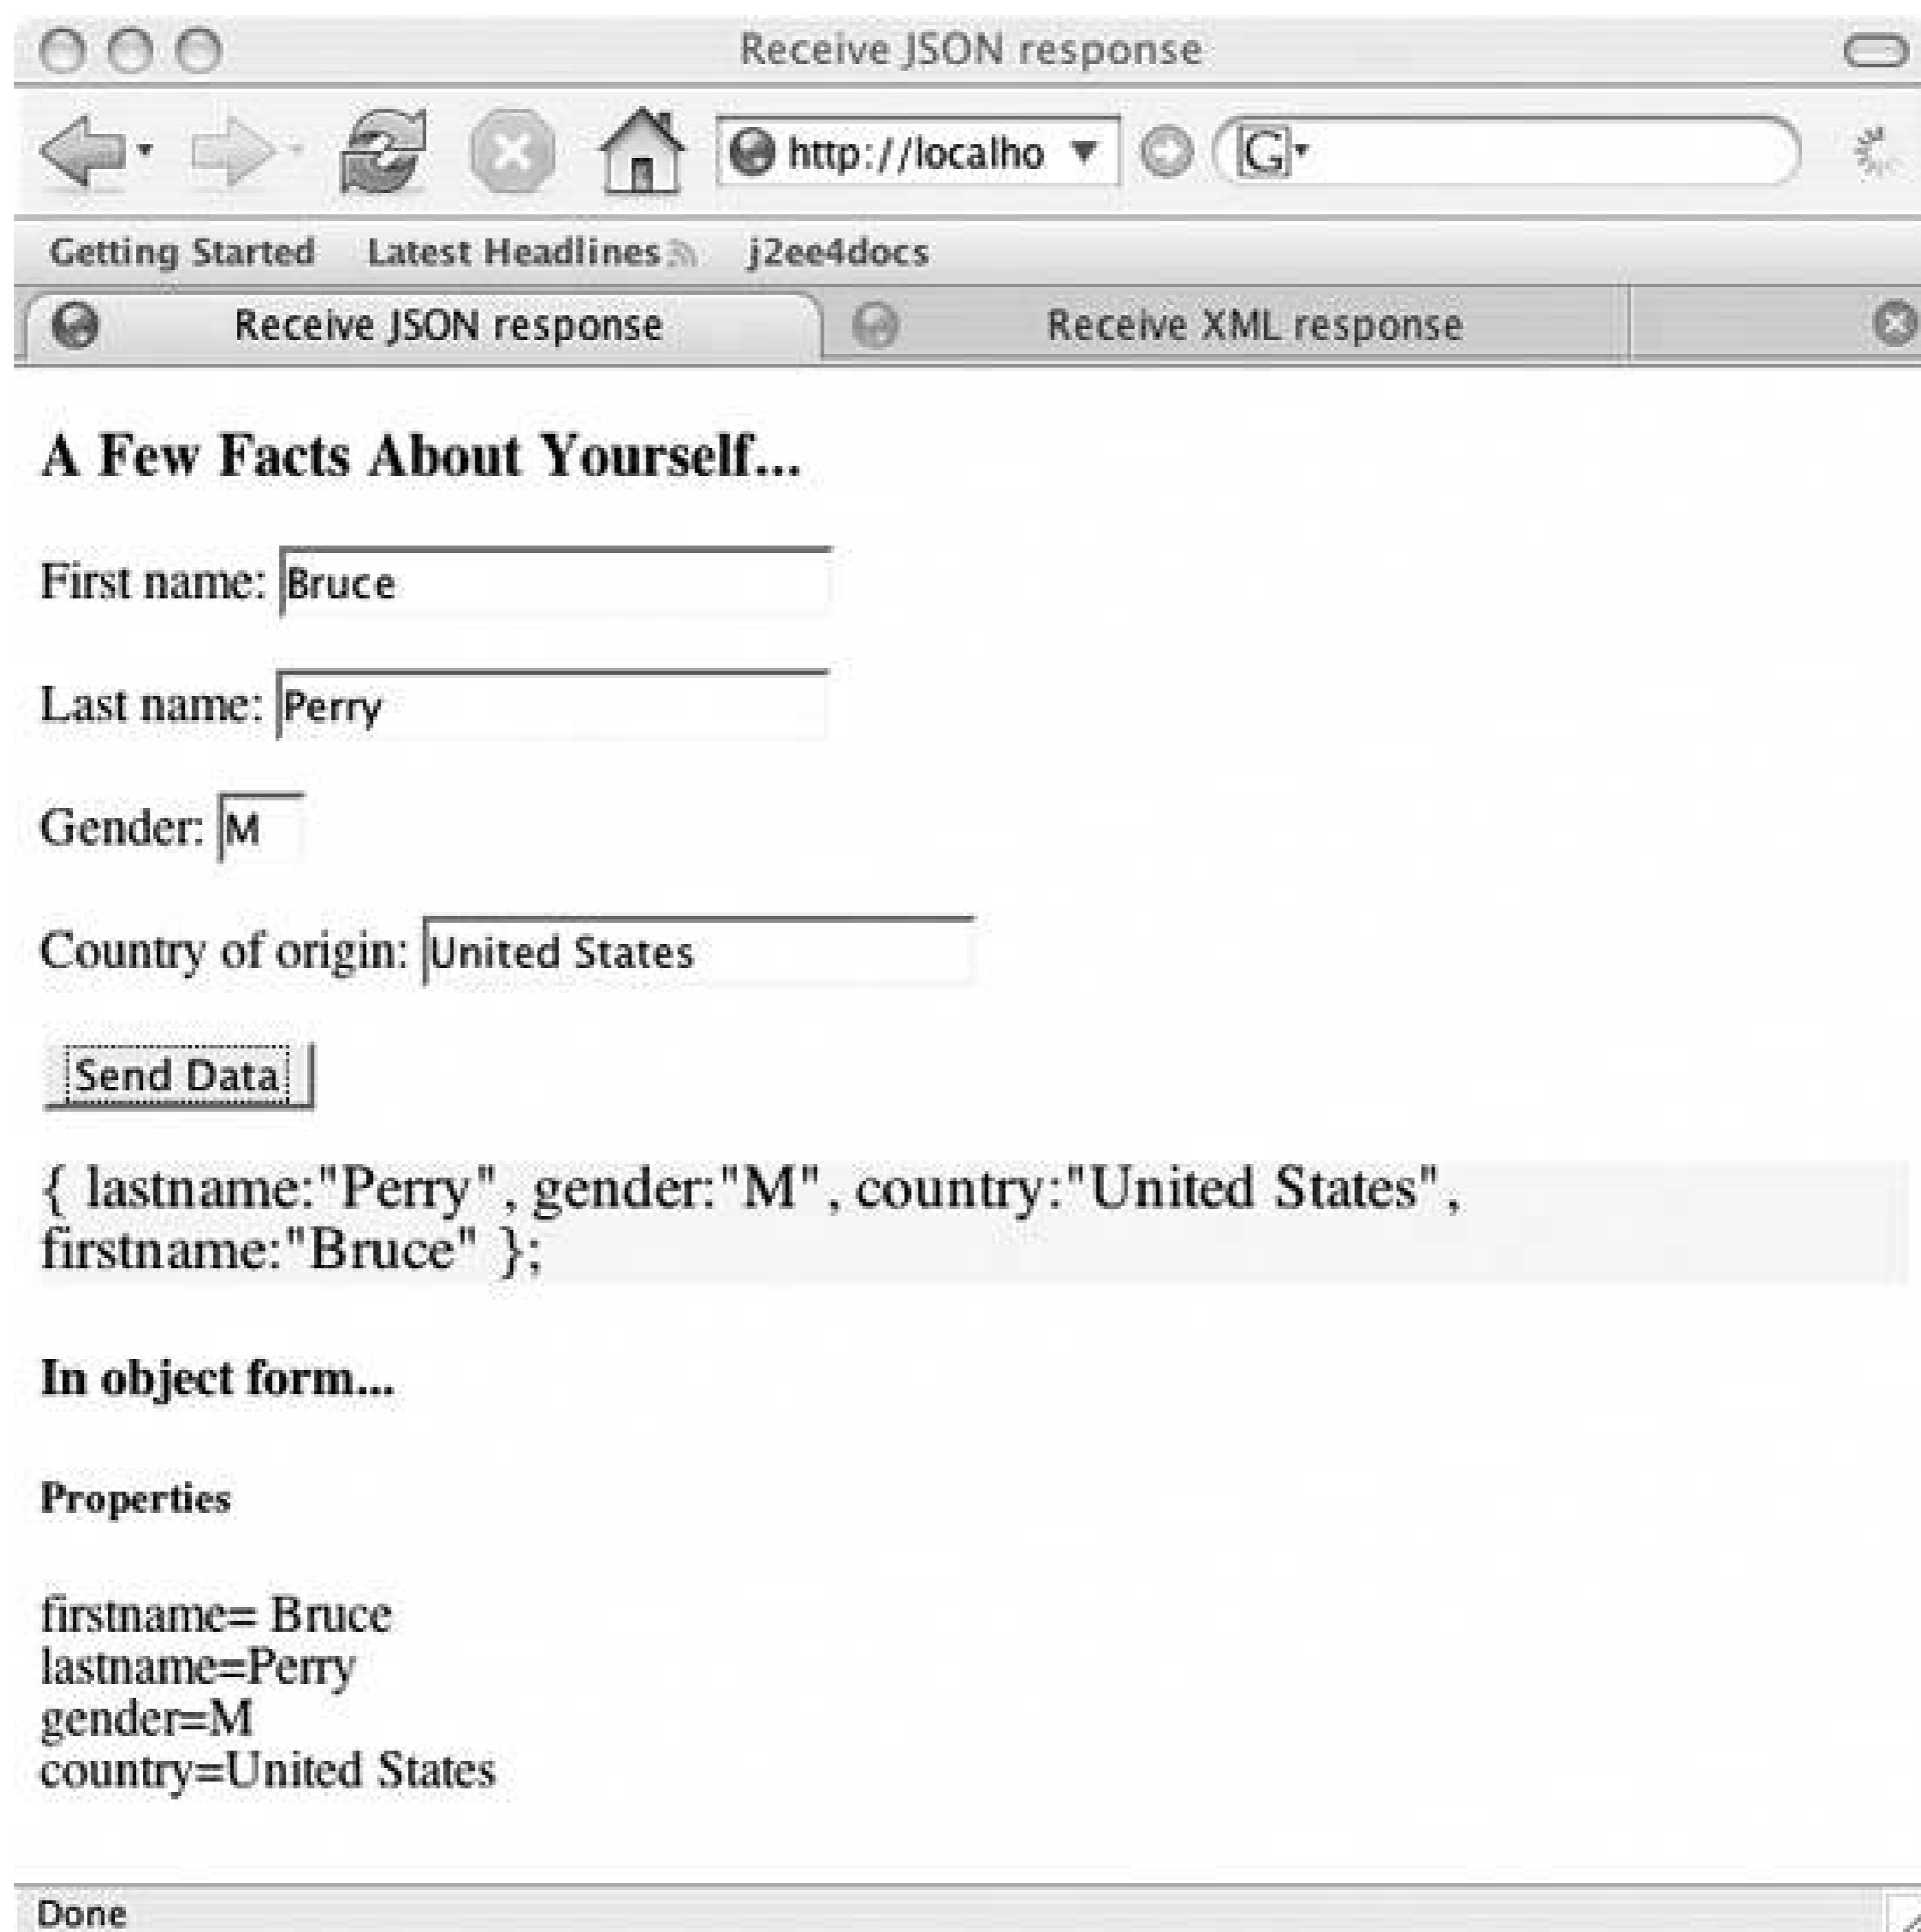 Receive JSON response
http://localho
G
Getting Started Latest Headlines j2ee4docs
Receive JSON response Receive XML response
A Few Facts About Yourself...
First name: Bruce
Last name: Perry
Gender: M
Country of origin: United States
Send Data
{ lastname:"Perry", gender:"M", country:"United States",
firstname:"Bruce" };
In object form...
Properties
firstname= Bruce
lastname=Perry
gender=M
country=United States
Done